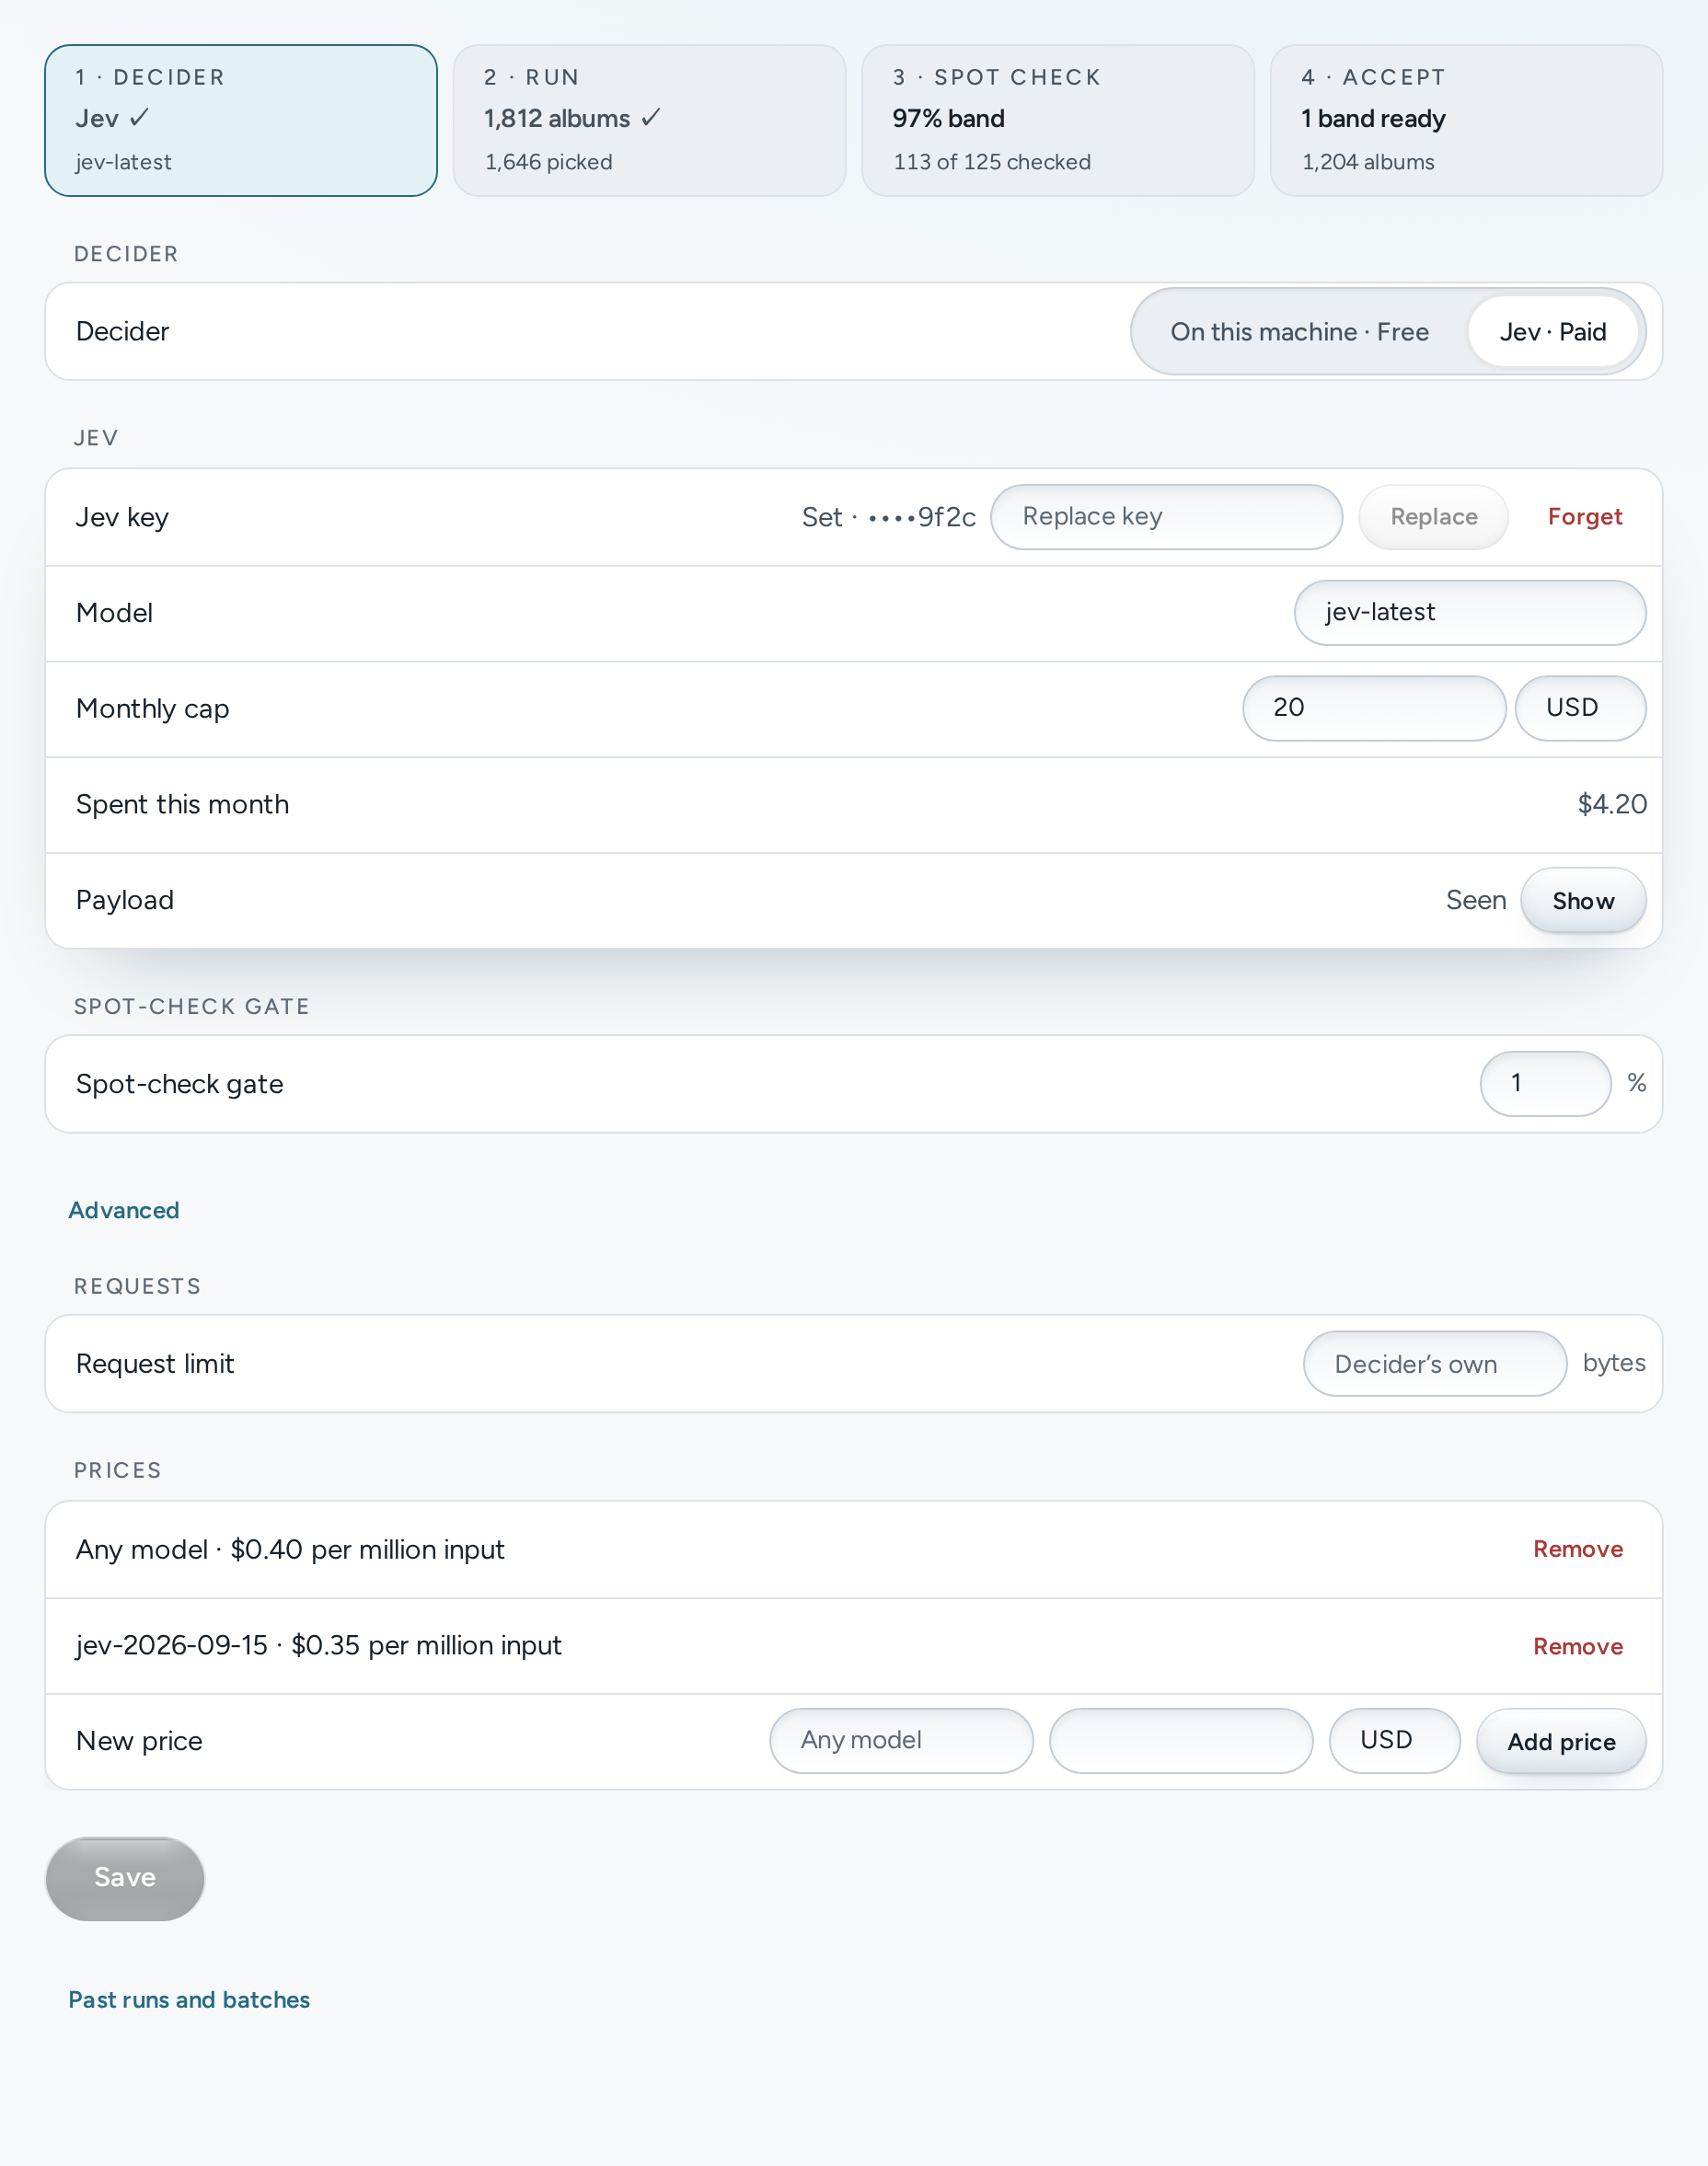 1 · DECIDER
Jev ✓
jev-latest
2 · RUN
1,812 albums ✓
1,646 picked
3 · SPOT CHECK
97% band
113 of 125 checked
4 · ACCEPT
1 band ready
1,204 albums
DECIDER
Decider On this machine · Free Jev · Paid
JEV
Jev key Set · ••••9f2c Replace key Replace Forget
Model jev-latest
Monthly cap 20 USD
Spent this month $4.20
Payload Seen Show
SPOT-CHECK GATE
Spot-check gate 1 %
Advanced
REQUESTS
Request limit Decider’s own bytes
PRICES
Any model · $0.40 per million input Remove
jev-2026-09-15 · $0.35 per million input Remove
New price Any model USD Add price
Save
Past runs and batches